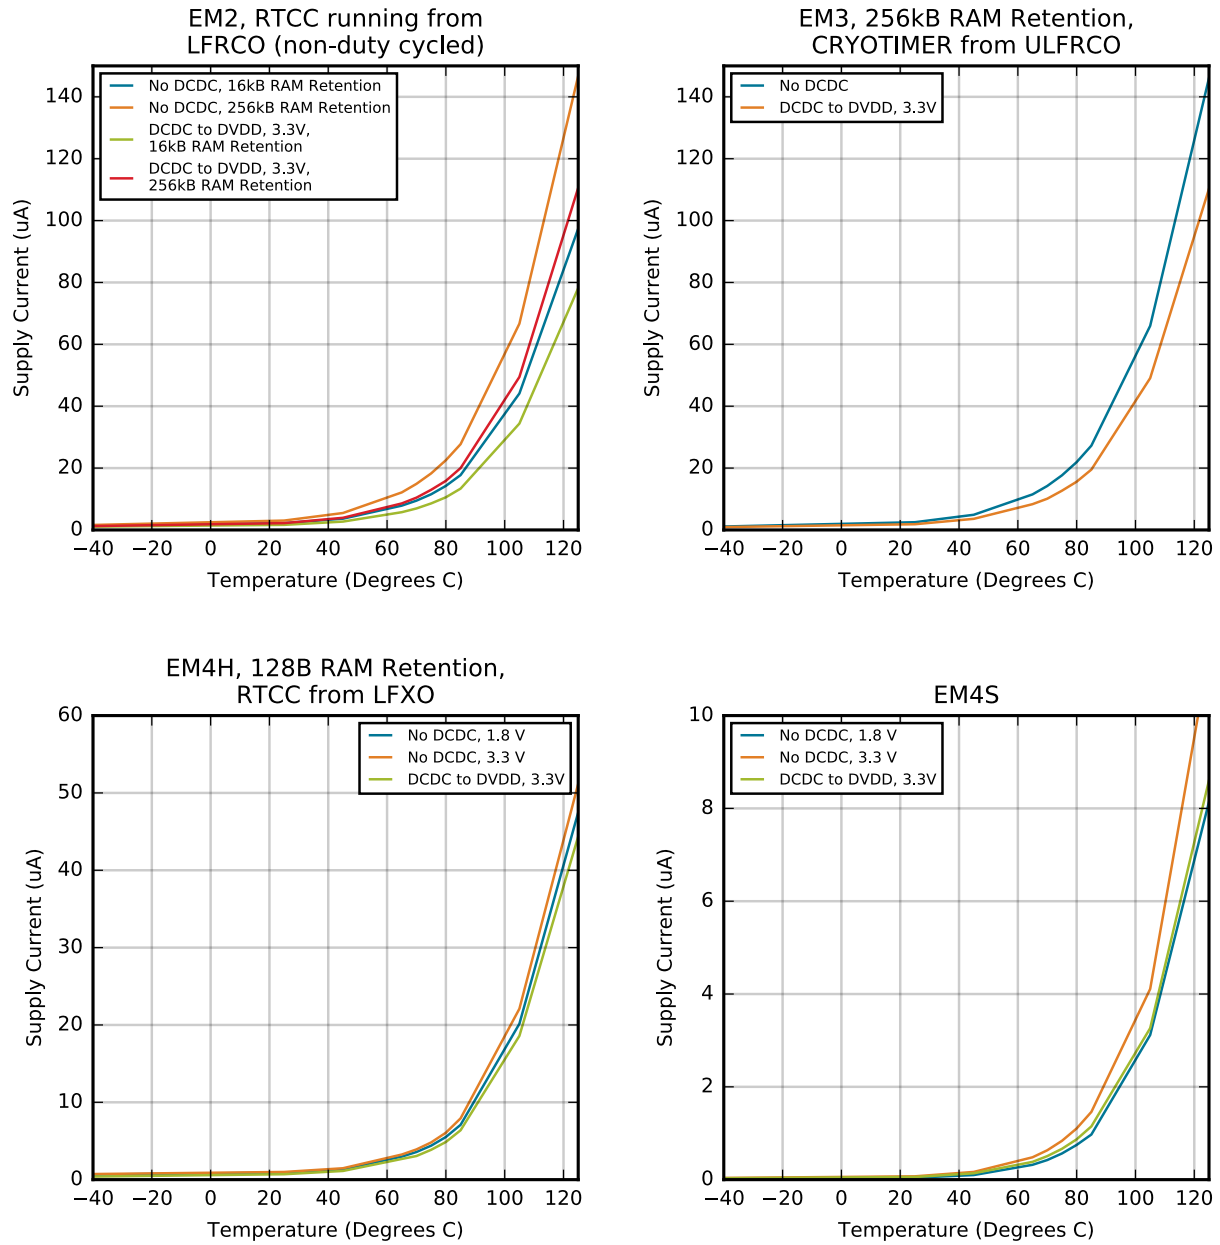 EM2, RTCC running from
LFRCO (non-duty cycled)
No DCDC, 16kB RAM Retention
No DCDC, 256kB RAM Retention
DCDC to DVDD, 3.3V,
16kB RAM Retention
DCDC to DVDD, 3.3V,
256kB RAM Retention
140
120
100
80
60
40
20
0
Supply Current (uA)
−40 −20 0 20 40 60 80 100 120
Temperature (Degrees C)
EM3, 256kB RAM Retention,
CRYOTIMER from ULFRCO
No DCDC
DCDC to DVDD, 3.3V
140
120
100
80
60
40
20
0
Supply Current (uA)
−40 −20 0 20 40 60 80 100 120
Temperature (Degrees C)
EM4H, 128B RAM Retention,
RTCC from LFXO
No DCDC, 1.8 V
No DCDC, 3.3 V
DCDC to DVDD, 3.3V
60
50
40
30
20
10
0
Supply Current (uA)
−40 −20 0 20 40 60 80 100 120
Temperature (Degrees C)
EM4S
No DCDC, 1.8 V
No DCDC, 3.3 V
DCDC to DVDD, 3.3V
10
8
6
4
2
0
Supply Current (uA)
−40 −20 0 20 40 60 80 100 120
Temperature (Degrees C)